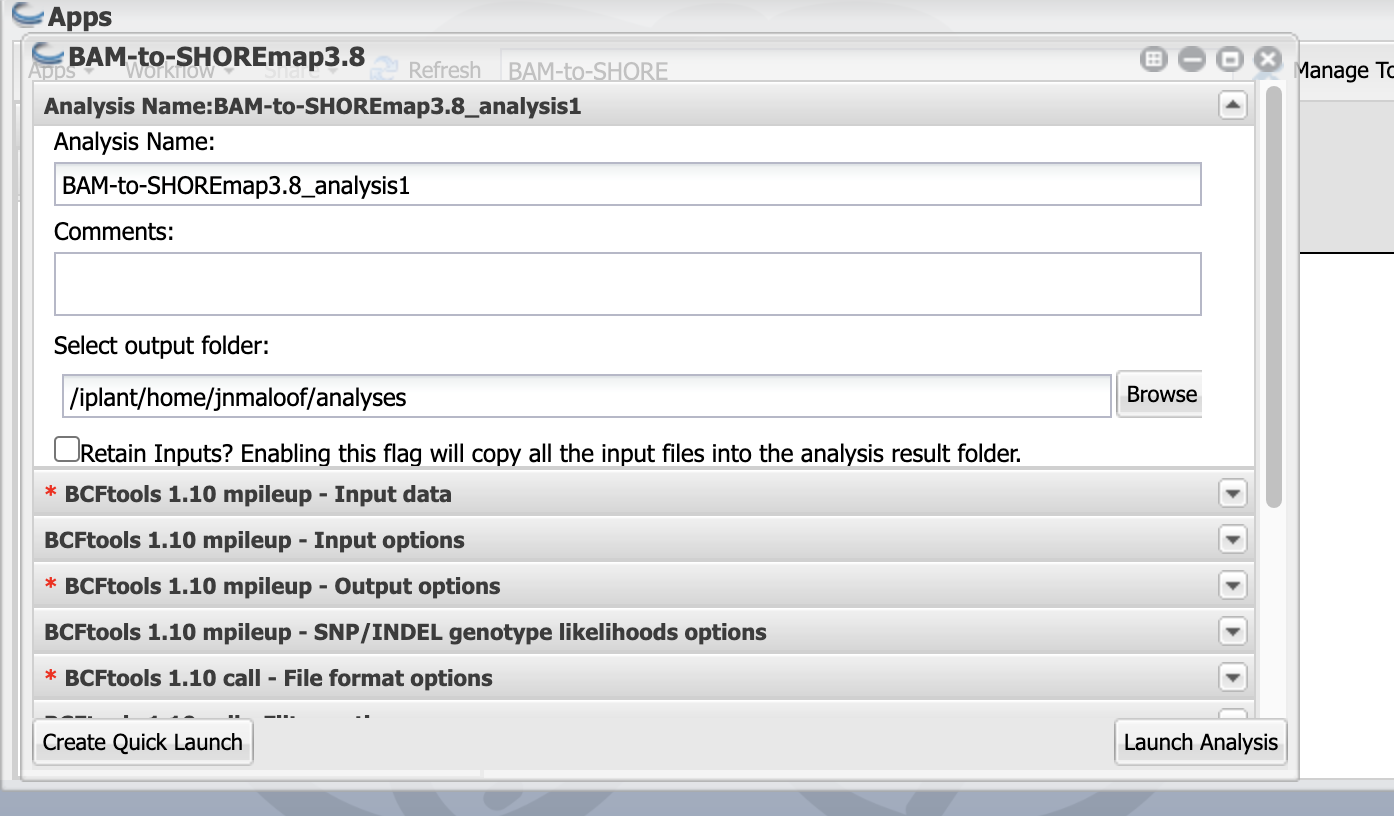 Apps
BAM-to-SHOREmap3.8
Apps Workflow Share Refresh BAM-to-SHORE
Manage To
Analysis Name:BAM-to-SHOREmap3.8_analysis1
Analysis Name:
BAM-to-SHOREmap3.8_analysis1
Comments:
Select output folder:
/iplant/home/jnmaloof/analyses
Browse
Retain Inputs? Enabling this flag will copy all the input files into the analysis result folder.
* BCFtools 1.10 mpileup - Input data
BCFtools 1.10 mpileup - Input options
* BCFtools 1.10 mpileup - Output options
BCFtools 1.10 mpileup - SNP/INDEL genotype likelihoods options
* BCFtools 1.10 call - File format options
Create Quick Launch
Launch Analysis